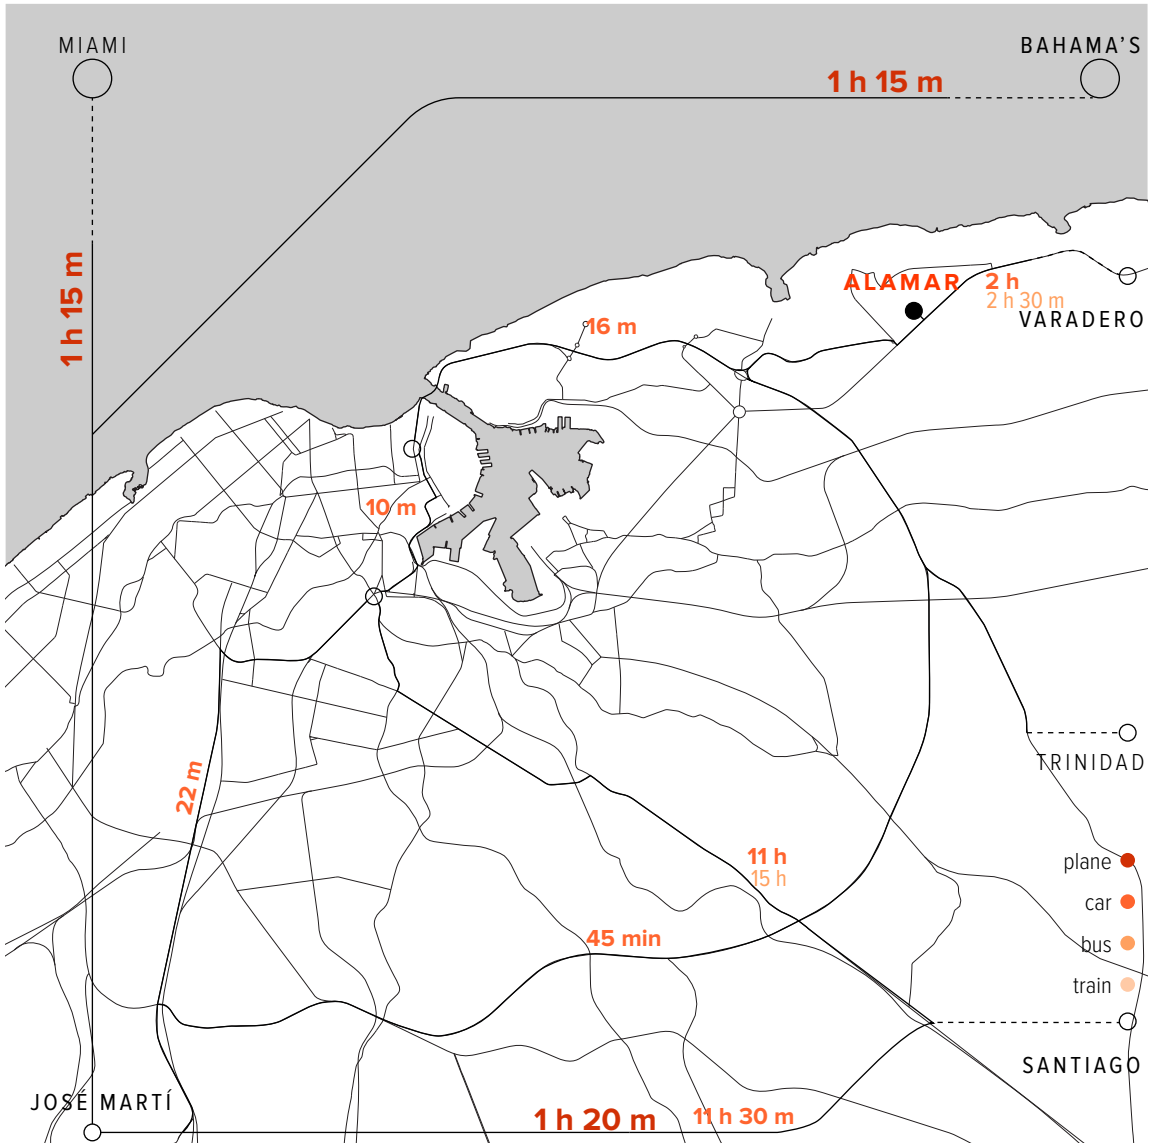 MIAMI
BAHAMA'S
1 h 15 m
1 h 15 m
ALAMAR
2 h
2 h 30 m
VARADERO
16 m
10 m
TRINIDAD
22 m
11 h
15 h
plane
car
bus
train
45 min
SANTIAGO
JOSÉ MARTÍ
1 h 20 m
11 h 30 m